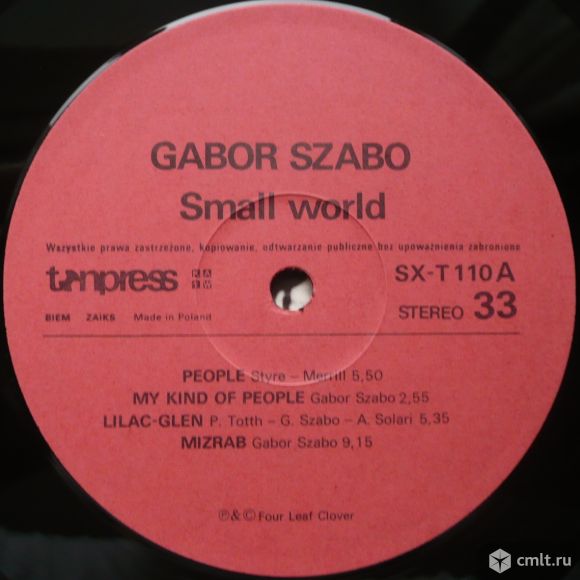 GABOR SZABO
Small world
Wszystkie prawa zastrzeżone, kopiowanie, odtwarzanie publiczne bez upoważnienia zabronione
tonpress KAW SX-T 110 A
BIEM ZAIKS Made in Poland STEREO 33
PEOPLE Styre – Merrill 5,50
MY KIND OF PEOPLE Gabor Szabo 2,55
LILAC-GLEN P. Totth – G. Szabo – A. Solari 5,35
MIZRAB Gabor Szabo 9,15
℗&© Four Leaf Clover
cmlt.ru